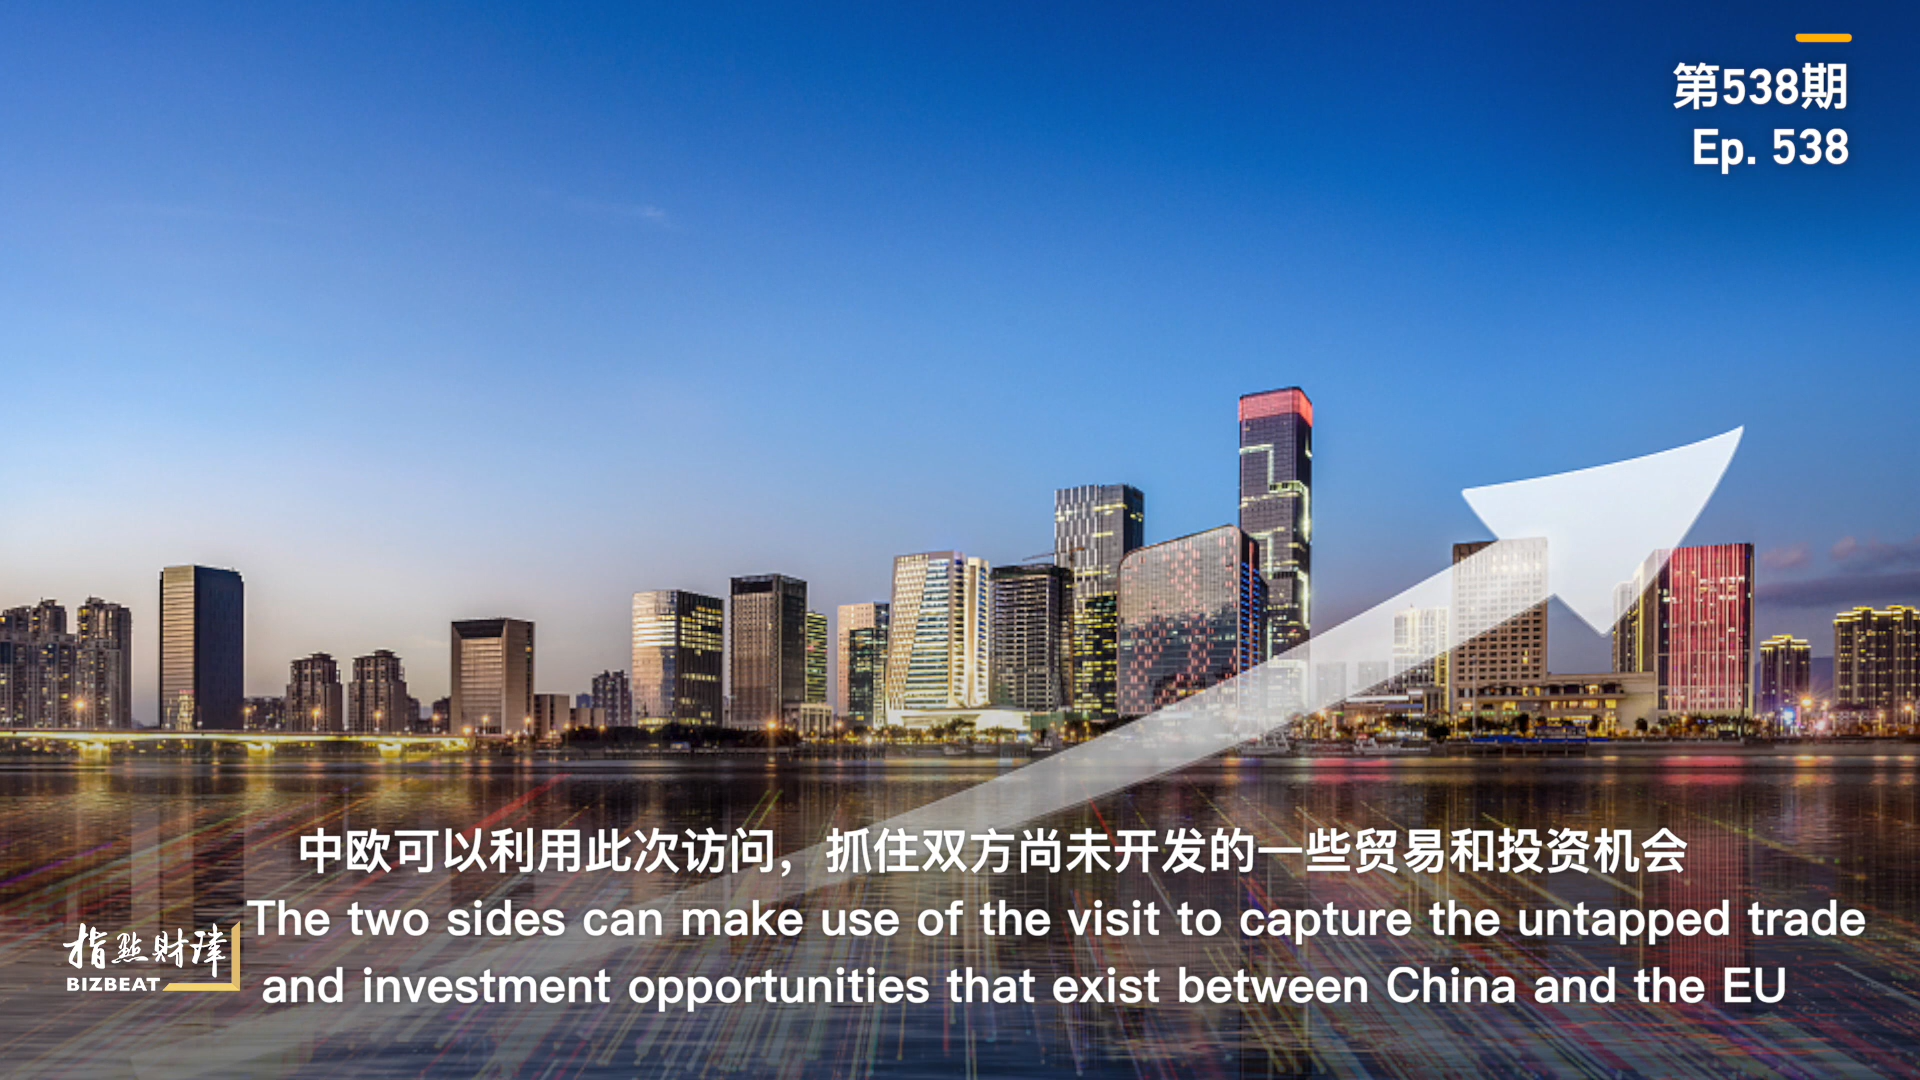 第538期
Ep. 538
中欧可以利用此次访问，抓住双方尚未开发的一些贸易和投资机会
The two sides can make use of the visit to capture the untapped trade
and investment opportunities that exist between China and the EU
指點财津
BIZBEAT